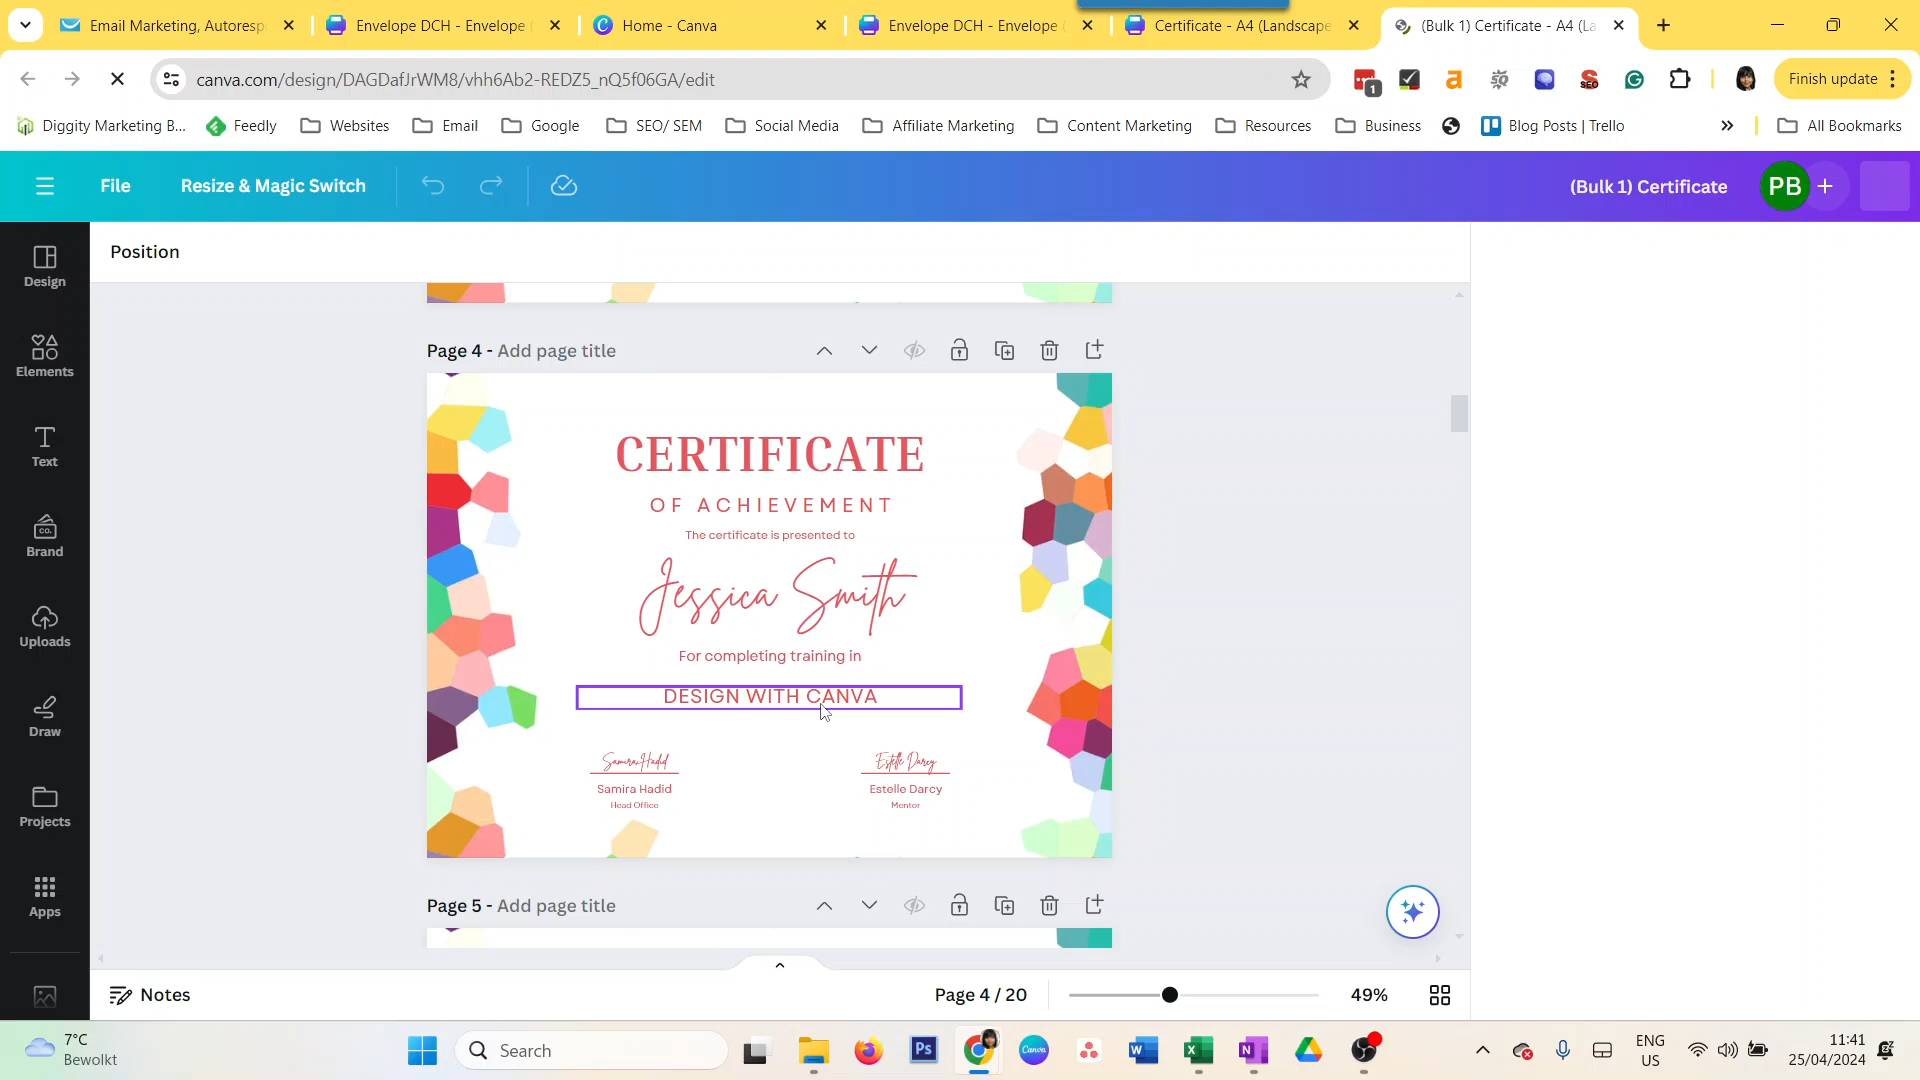 Email Marketing, Autoresp
Envelope DCH - Envelope
Home - Canva
Envelope DCH - Envelope
Certificate - A4 (Landscape
(Bulk 1) Certificate - A4 (La
canva.com/design/DAGDafJrWM8/vhh6Ab2-REDZ5_nQ5f06GA/edit
1
SEO
Finish update
Diggity Marketing B...
Feedly
Websites
Email
Google
SEO/ SEM
Social Media
Affiliate Marketing
Content Marketing
Resources
Business
Blog Posts | Trello
All Bookmarks
File
Resize & Magic Switch
(Bulk 1) Certificate
PB
Position
Design
Elements
Text
Brand
Uploads
Draw
Projects
Apps
Page 4 - Add page title
CERTIFICATE
OF ACHIEVEMENT
The certificate is presented to
Jessica Smith
For completing training in
DESIGN WITH CANVA
Samira Hadid
Samira Hadid
Head Office
Estelle Darcy
Estelle Darcy
Mentor
Page 5 - Add page title
Notes
Page 4 / 20
49%
7°C
Bewolkt
Search
ENG
US
11:41
25/04/2024